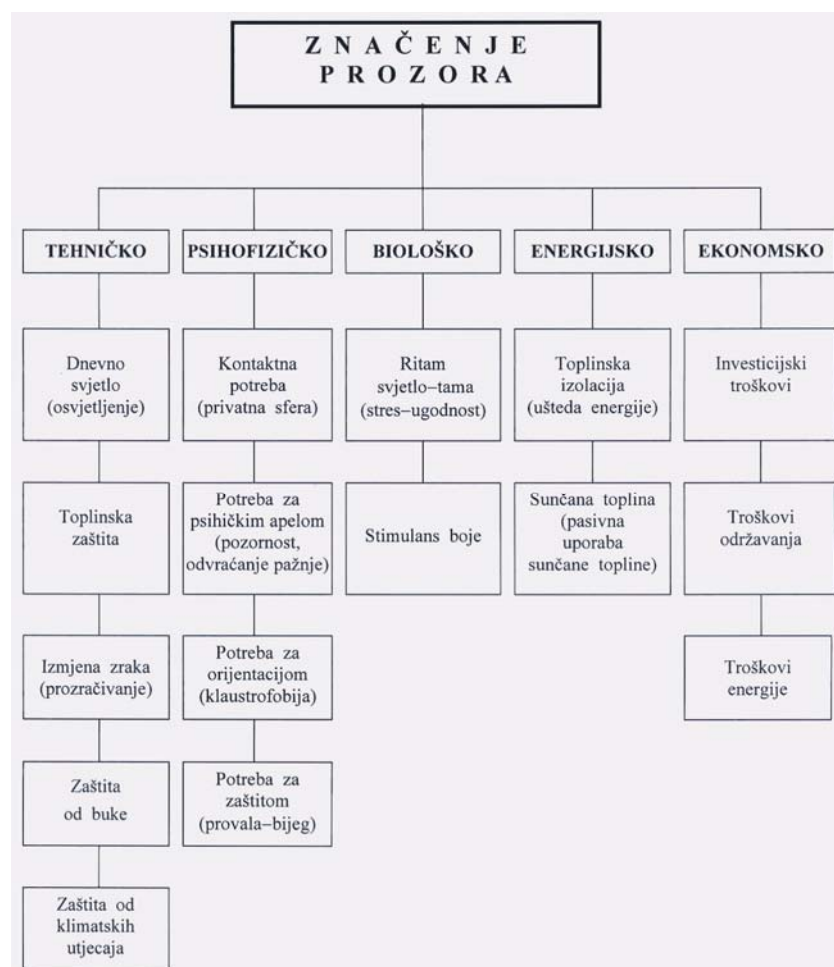 ZNAČENJE
PROZORA
TEHNIČKO
Dnevno
svjetlo
(osvjetljenje)
Toplinska
zaštita
Izmjena zraka
(prozračivanje)
Zaštita
od buke
Zaštita od
klimatskih
utjecaja
PSIHOFIZIČKO
Kontaktna
potreba
(privatna sfera)
Potreba za
psihičkim apelom
(pozornost,
odvraćanje pažnje)
Potreba za
orijentacijom
(klaustrofobija)
Potreba za
zaštitom
(provala–bijeg)
BIOLOŠKO
Ritam
svjetlo–tama
(stres–ugodnost)
Stimulans boje
ENERGIJSKO
Toplinska
izolacija
(ušteda energije)
Sunčana toplina
(pasivna
uporaba
sunčane topline)
EKONOMSKO
Investicijski
troškovi
Troškovi
održavanja
Troškovi
energije